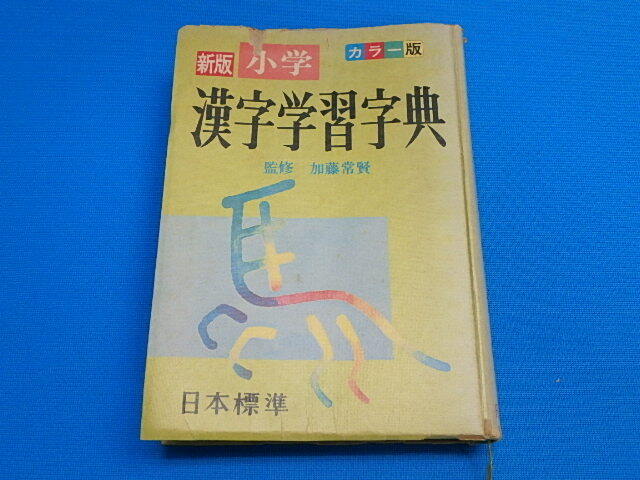 新版 小学 カラー版
漢字学習字典
監修 加藤常賢
日本標準